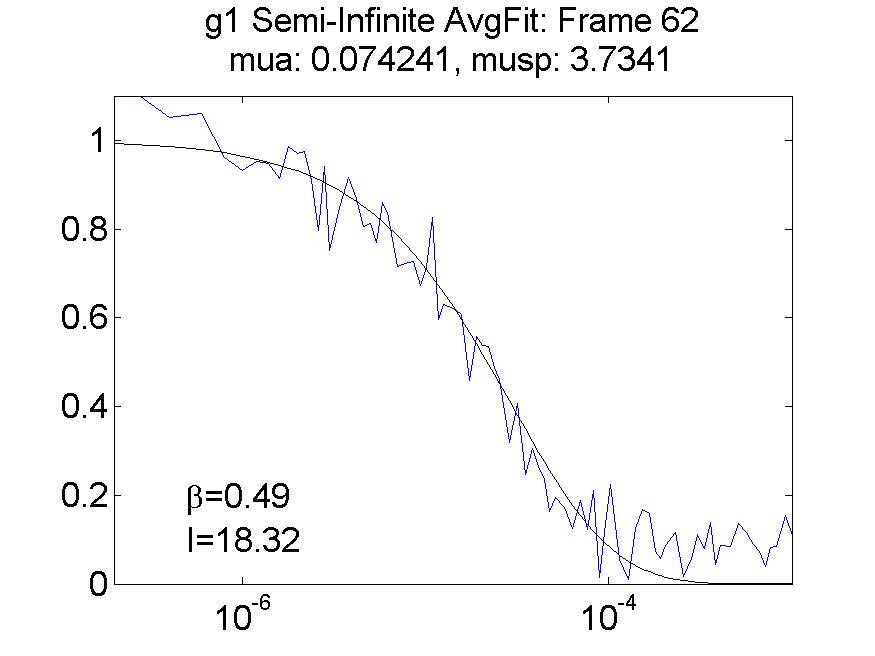 g1 Semi-Infinite AvgFit: Frame 62
mua: 0.074241, musp: 3.7341
1
0.8
0.6
0.4
0.2
0
β=0.49
I=18.32
10^-6
10^-4